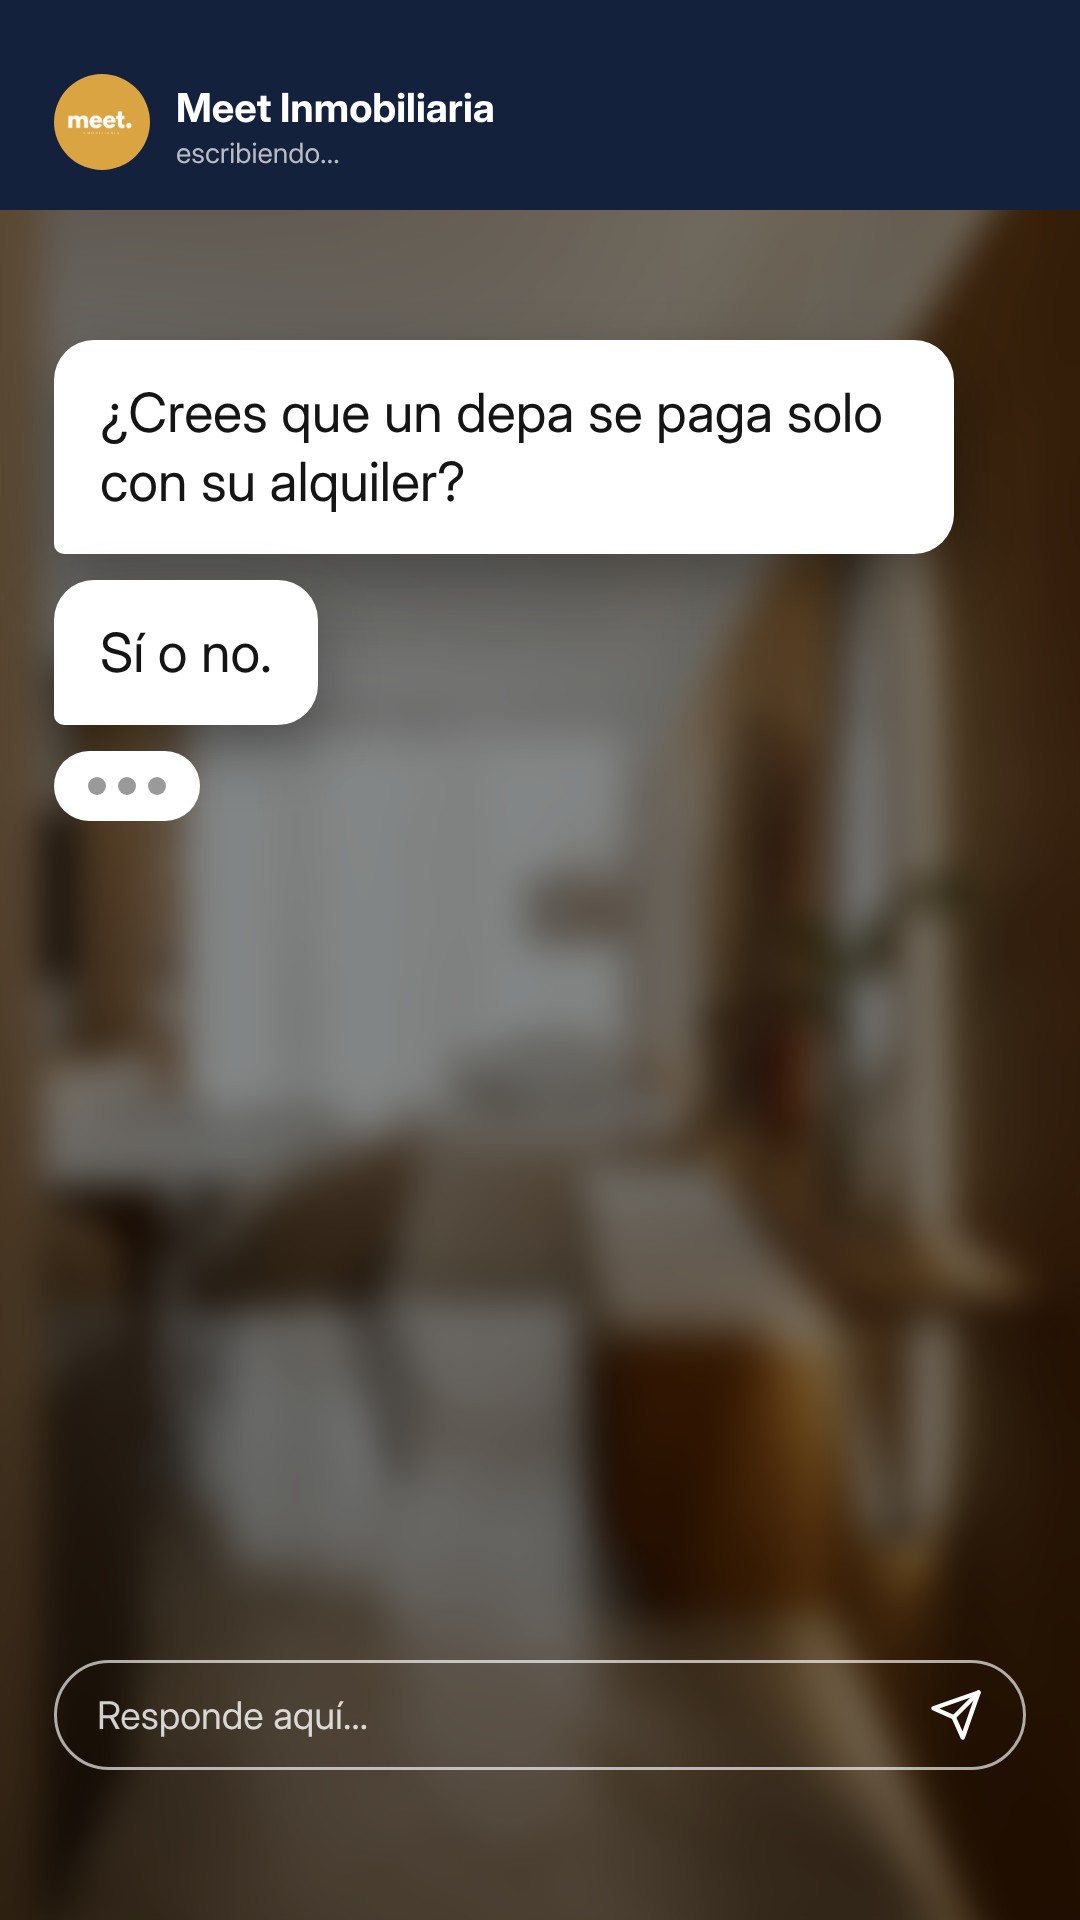 meet.
Meet Inmobiliaria
escribiendo...
¿Crees que un depa se paga solo
con su alquiler?
Sí o no.
Responde aquí...